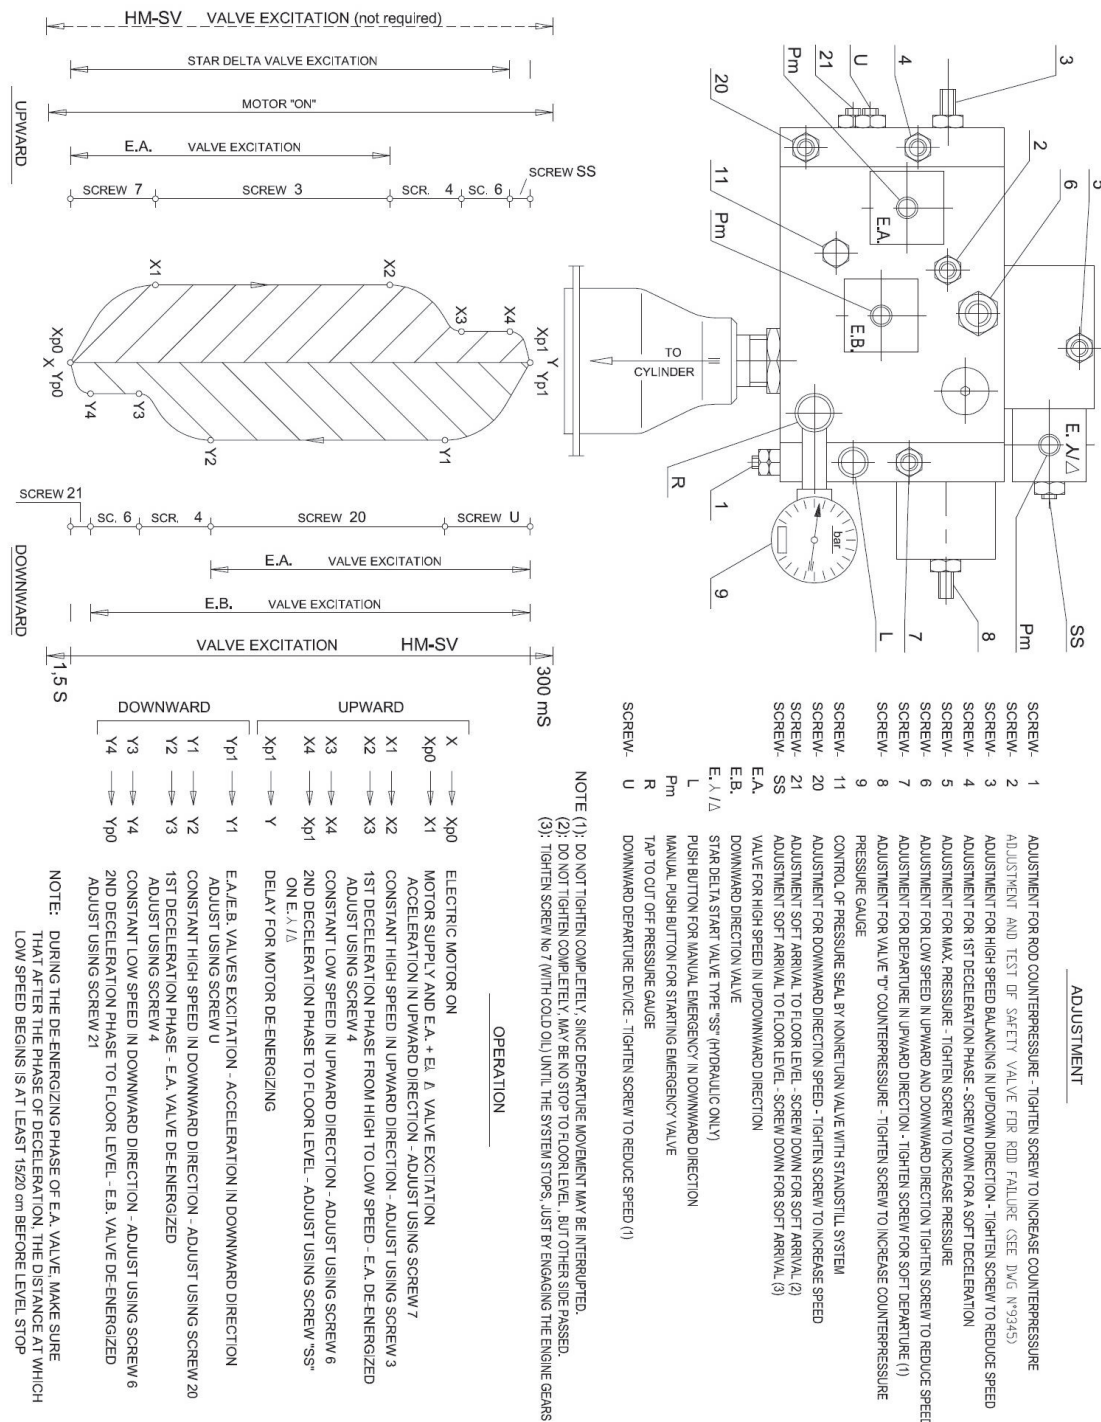 HM-SV VALVE EXCITATION (not required)
STAR DELTA VALVE EXCITATION
MOTOR "ON"
E.A. VALVE EXCITATION
UPWARD
SCREW 7
SCREW 3
SCR. 4
SC. 6
SCREW SS
X1
X2
X3
X4
Xp0
X
Yp0
Xp1
Y
Yp1
Y4
Y3
Y2
Y1
SCREW 21
SC. 6
SCR. 4
SCREW 20
SCREW U
DOWNWARD
E.A. VALVE EXCITATION
E.B. VALVE EXCITATION
VALVE EXCITATION HM-SV
1,5 S
300 mS
3
4
U
21
Pm
20
11
Pm
2
6
5
E.A.
E.B.
TO
CYLINDER
E. ⅄/△
R
1
9
bar
L
7
8
Pm
SS
ADJUSTMENT
SCREW- 1 ADJUSTMENT FOR ROD COUNTERPRESSURE - TIGHTEN SCREW TO INCREASE COUNTERPRESSURE
SCREW- 2 ADJUSTMENT AND TEST OF SAFETY VALVE FOR ROD FAILURE (SEE DWG N°9345)
SCREW- 3 ADJUSTMENT FOR HIGH SPEED BALANCING IN UP/DOWN DIRECTION - TIGHTEN SCREW TO REDUCE SPEED
SCREW- 4 ADJUSTMENT FOR 1ST DECELERATION PHASE - SCREW DOWN FOR A SOFT DECELERATION
SCREW- 5 ADJUSTMENT FOR MAX. PRESSURE - TIGHTEN SCREW TO INCREASE PRESSURE
SCREW- 6 ADJUSTMENT FOR LOW SPEED IN UPWARD AND DOWNWARD DIRECTION TIGHTEN SCREW TO REDUCE SPEED
SCREW- 7 ADJUSTMENT FOR DEPARTURE IN UPWARD DIRECTION - TIGHTEN SCREW FOR SOFT DEPARTURE (1)
SCREW- 8 ADJUSTMENT FOR VALVE "D" COUNTERPRESSURE - TIGHTEN SCREW TO INCREASE COUNTERPRESSURE
9 PRESSURE GAUGE
SCREW- 11 CONTROL OF PRESSURE SEAL BY NONRETURN VALVE WITH STANDSTILL SYSTEM
SCREW- 20 ADJUSTMENT FOR DOWNWARD DIRECTION SPEED - TIGHTEN SCREW TO INCREASE SPEED
SCREW- 21 ADJUSTMENT SOFT ARRIVAL TO FLOOR LEVEL - SCREW DOWN FOR SOFT ARRIVAL (2)
SCREW- SS ADJUSTMENT SOFT ARRIVAL TO FLOOR LEVEL - SCREW DOWN FOR SOFT ARRIVAL (3)
E.A. VALVE FOR HIGH SPEED IN UP/DOWNWARD DIRECTION
E.B. DOWNWARD DIRECTION VALVE
E.⅄/△ STAR DELTA START VALVE TYPE "SS" (HYDRAULIC ONLY)
L PUSH BUTTON FOR MANUAL EMERGENCY IN DOWNWARD DIRECTION
Pm MANUAL PUSH BUTTON FOR STARTING EMERGENCY VALVE
R TAP TO CUT OFF PRESSURE GAUGE
SCREW- U DOWNWARD DEPARTURE DEVICE - TIGHTEN SCREW TO REDUCE SPEED (1)
NOTE (1): DO NOT TIGHTEN COMPLETELY, SINCE DEPARTURE MOVEMENT MAY BE INTERRUPTED.
(2): DO NOT TIGHTEN COMPLETELY, MAY BE NO STOP TO FLOOR LEVEL , BUT OTHER SIDE PASSED.
(3): TIGHTEN SCREW No 7 (WITH COLD OIL) UNTIL THE SYSTEM STOPS, JUST BY ENGAGING THE ENGINE GEARS
OPERATION
UPWARD
X → Xp0 ELECTRIC MOTOR ON
Xp0 → X1 MOTOR SUPPLY AND E.A. + E⅄ △ VALVE EXCITATION
ACCELERATION IN UPWARD DIRECTION - ADJUST USING SCREW 7
X1 → X2 CONSTANT HIGH SPEED IN UPWARD DIRECTION - ADJUST USING SCREW 3
X2 → X3 1ST DECELERATION PHASE FROM HIGH TO LOW SPEED - E.A. DE-ENERGIZED
ADJUST USING SCREW 4
X3 → X4 CONSTANT LOW SPEED IN UPWARD DIRECTION - ADJUST USING SCREW 6
X4 → Xp1 2ND DECELERATION PHASE TO FLOOR LEVEL - ADJUST USING SCREW "SS"
ON E.⅄/△
Xp1 → Y DELAY FOR MOTOR DE-ENERGIZING
DOWNWARD
Yp1 → Y1 E.A./E.B. VALVES EXCITATION - ACCELERATION IN DOWNWARD DIRECTION
ADJUST USING SCREW U
Y1 → Y2 CONSTANT HIGH SPEED IN DOWNWARD DIRECTION - ADJUST USING SCREW 20
Y2 → Y3 1ST DECELERATION PHASE - E.A. VALVE DE-ENERGIZED
ADJUST USING SCREW 4
Y3 → Y4 CONSTANT LOW SPEED IN DOWNWARD DIRECTION - ADJUST USING SCREW 6
Y4 → Yp0 2ND DECELERATION PHASE TO FLOOR LEVEL - E.B. VALVE DE-ENERGIZED
ADJUST USING SCREW 21
NOTE: DURING THE DE-ENERGIZING PHASE OF E.A. VALVE, MAKE SURE
THAT AFTER THE PHASE OF DECELERATION, THE DISTANCE AT WHICH
LOW SPEED BEGINS IS AT LEAST 15/20 cm BEFORE LEVEL STOP